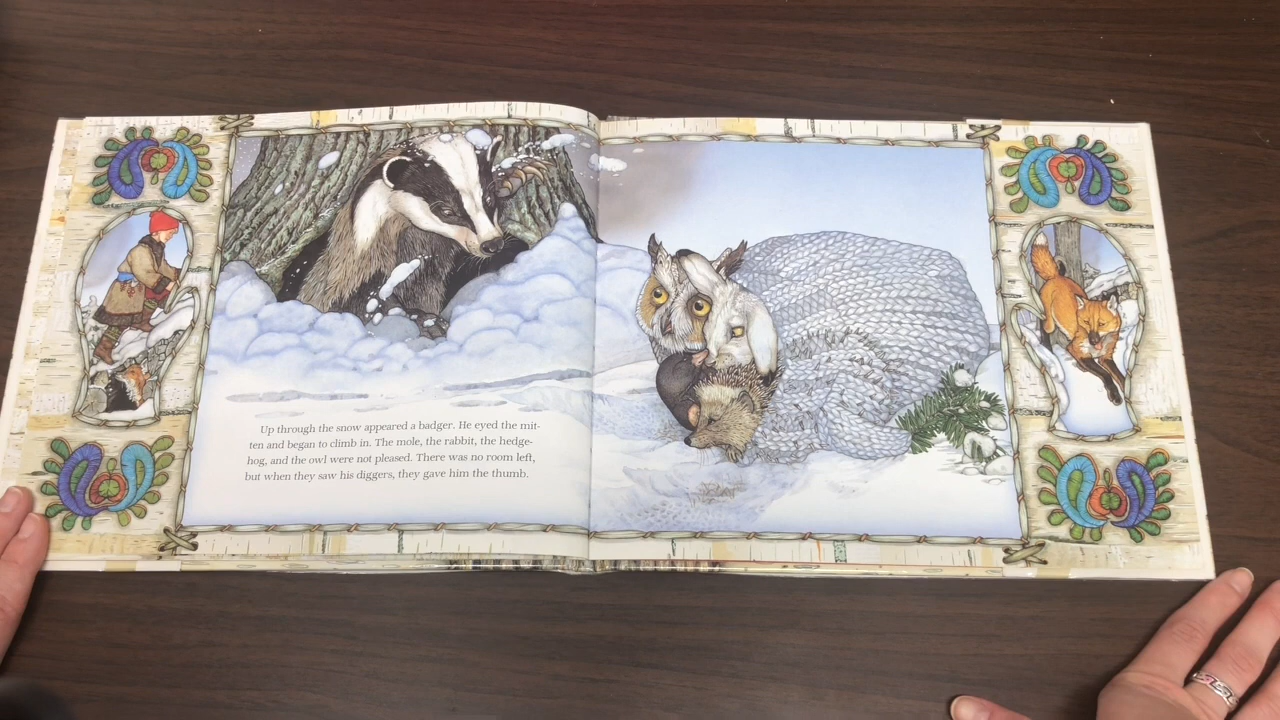 Up through the snow appeared a badger. He eyed the mit-
ten and began to climb in. The mole, the rabbit, the hedge-
hog, and the owl were not pleased. There was no room left,
but when they saw his diggers, they gave him the thumb.